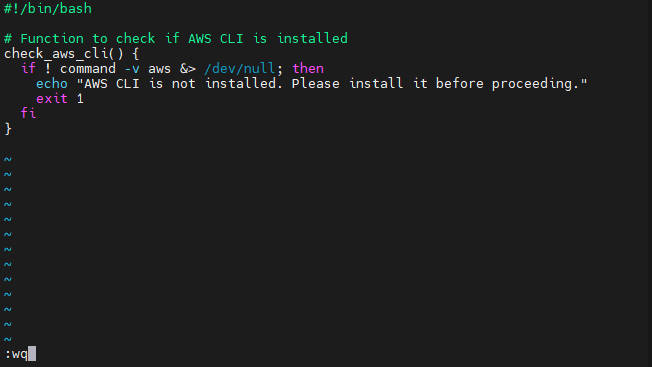 #!/bin/bash
# Function to check if AWS CLI is installed
check_aws_cli() {
  if ! command -v aws &> /dev/null; then
    echo "AWS CLI is not installed. Please install it before proceeding."
    exit 1
  fi
}
~
~
~
~
~
~
~
~
~
~
~
~
~
:wq